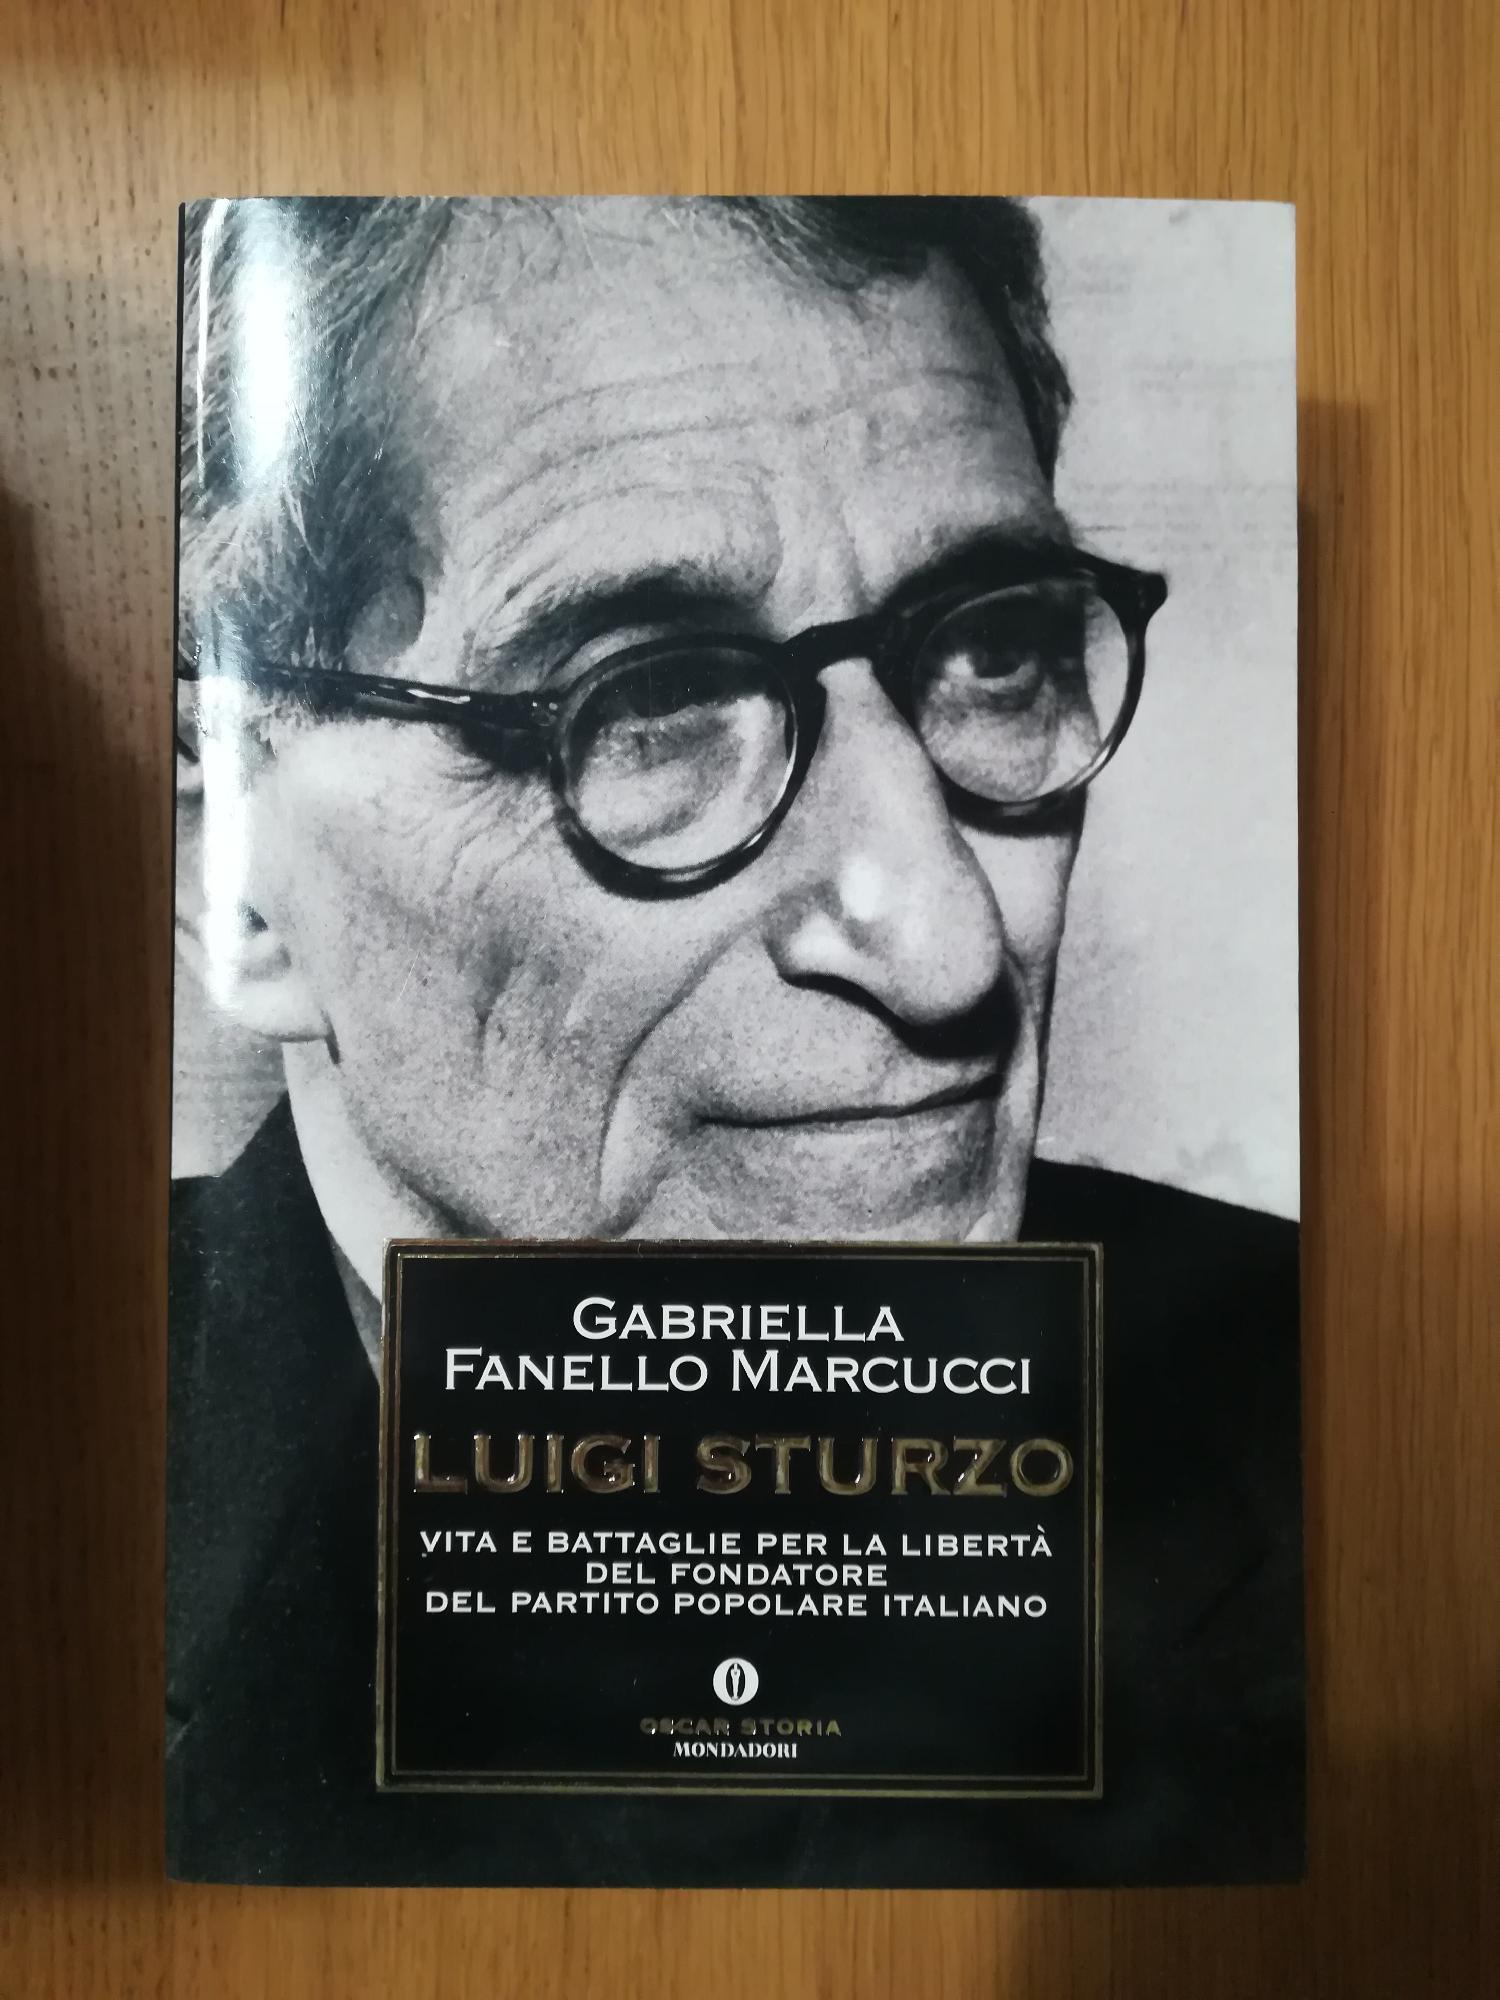 GABRIELLA
FANELLO MARCUCCI
LUIGI STURZO
VITA E BATTAGLIE PER LA LIBERTÀ
DEL FONDATORE
DEL PARTITO POPOLARE ITALIANO
OSCAR STORIA
MONDADORI